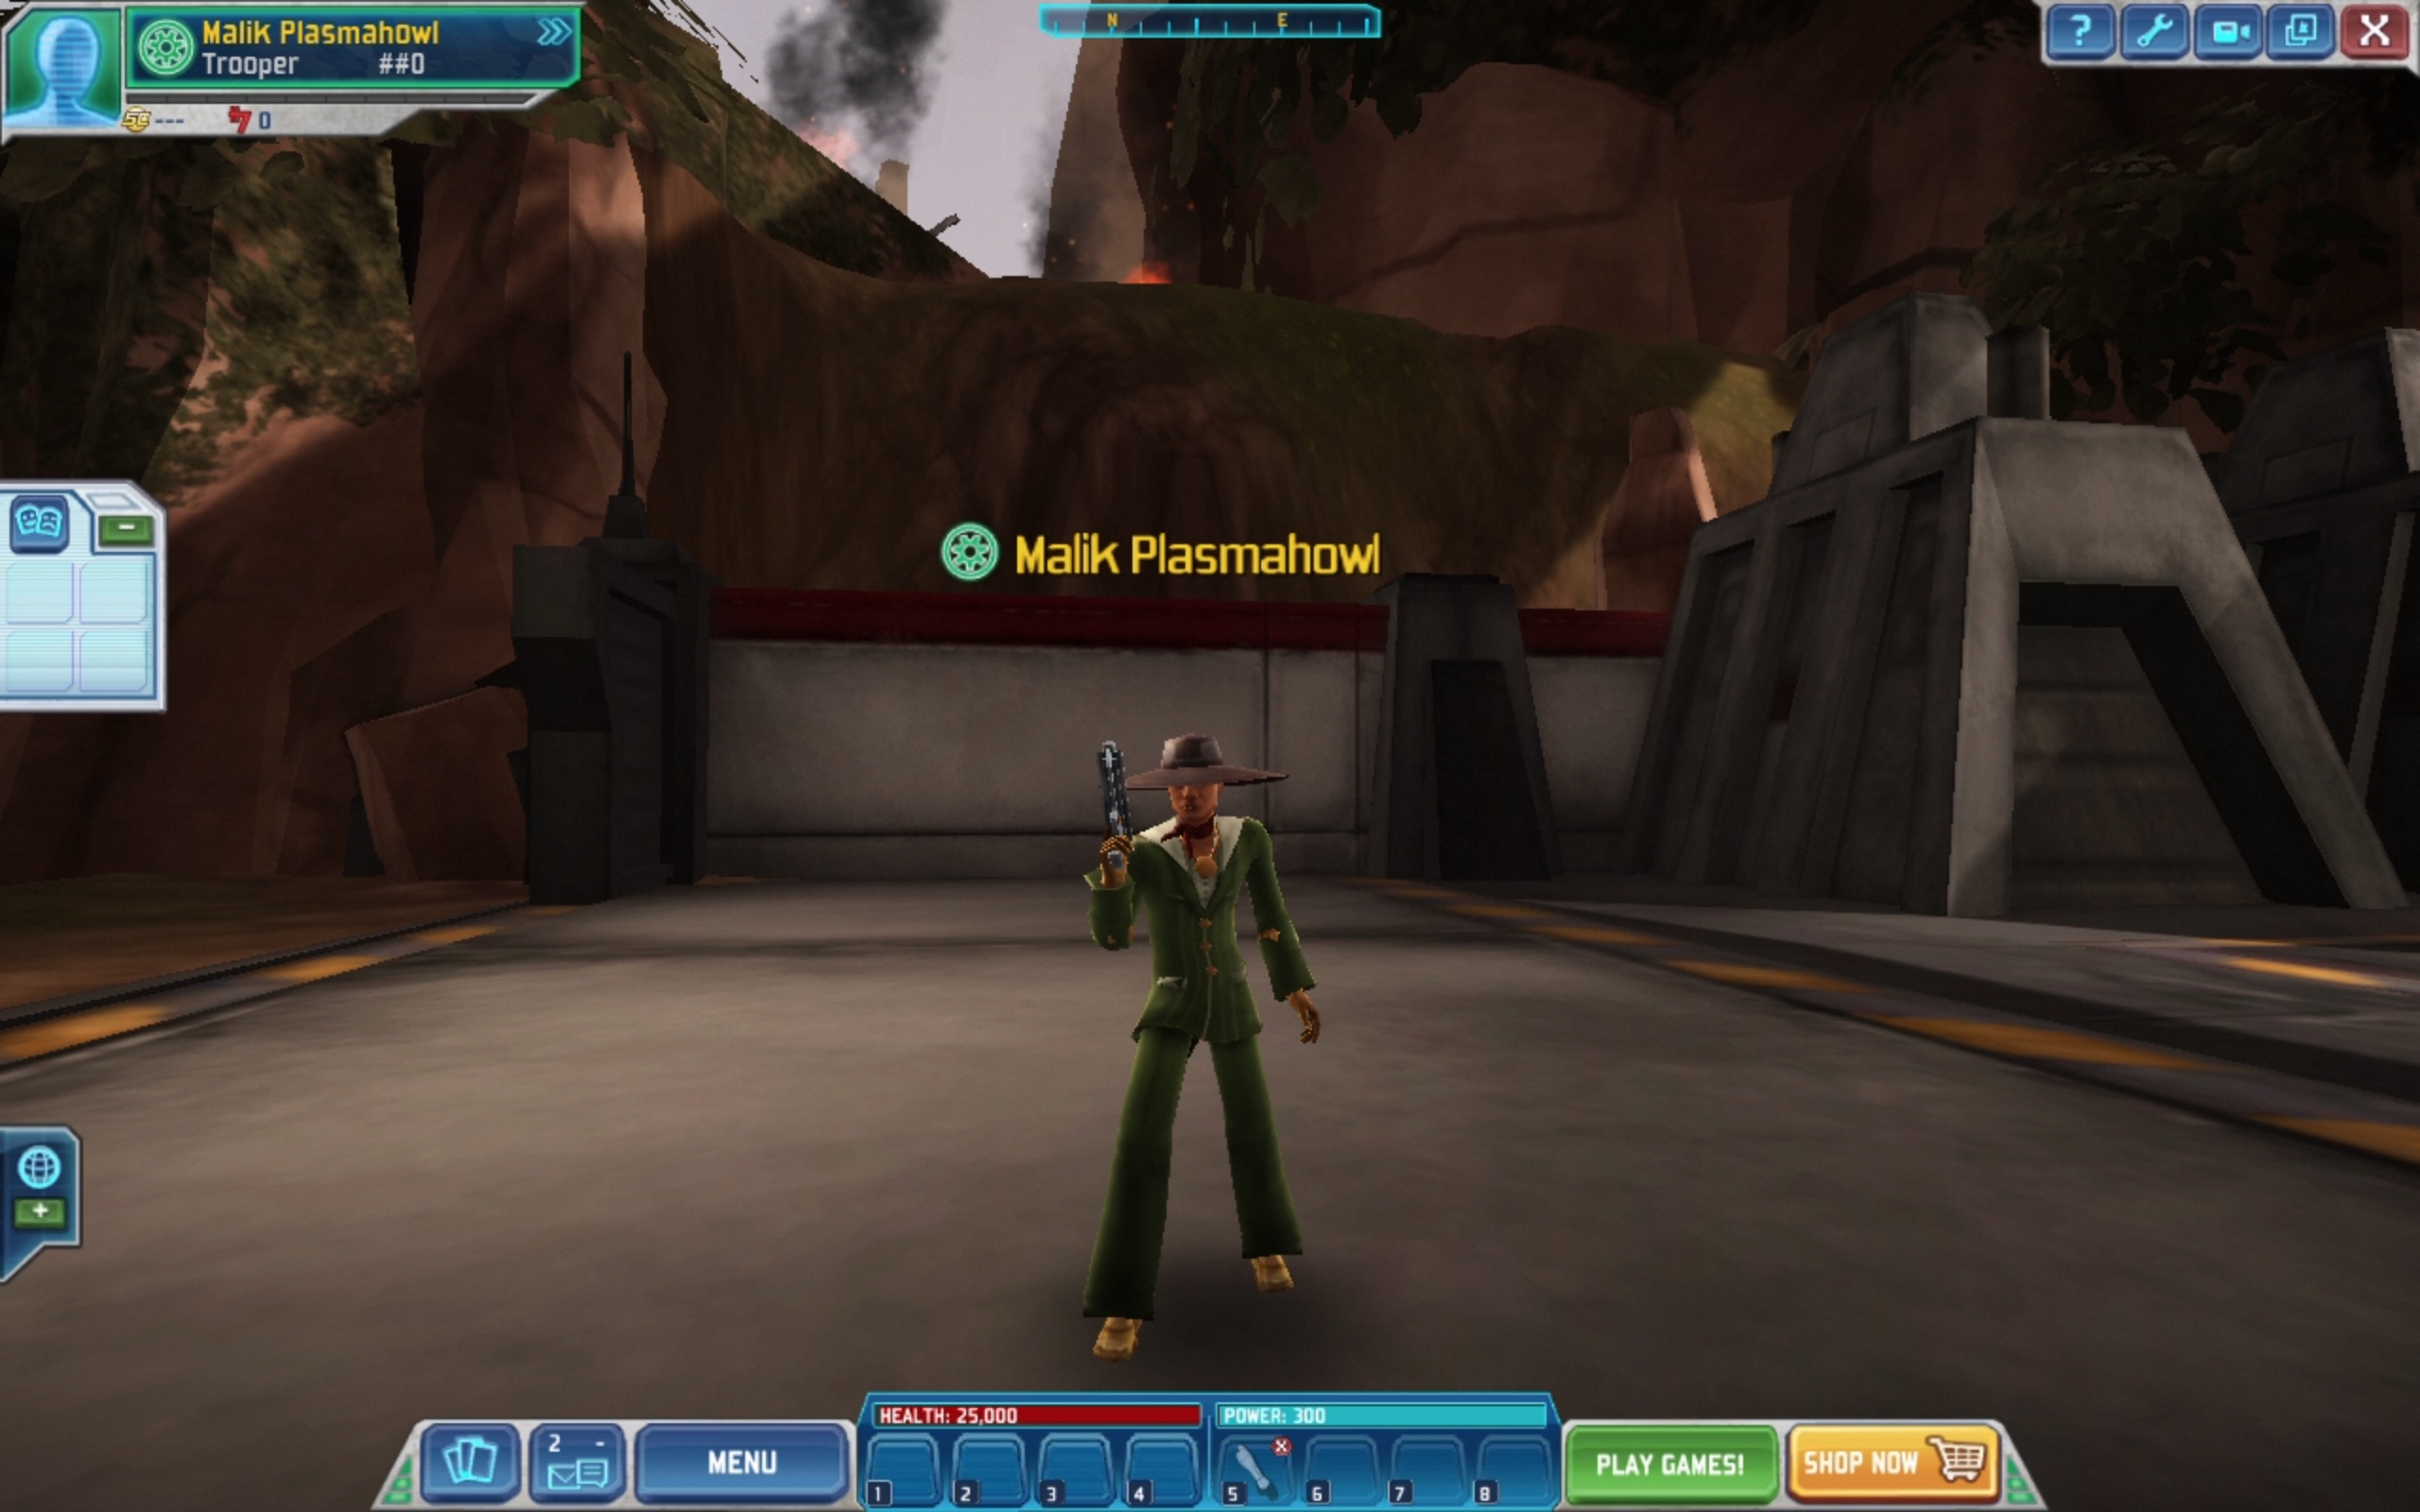 Malik Plasmahowl
Trooper ##0
SC --- 0
N E
?
X
Malik Plasmahowl
HEALTH: 25,000 POWER: 300
2 -
MENU
1 2 3 4 5 6 7 8
PLAY GAMES!
SHOP NOW